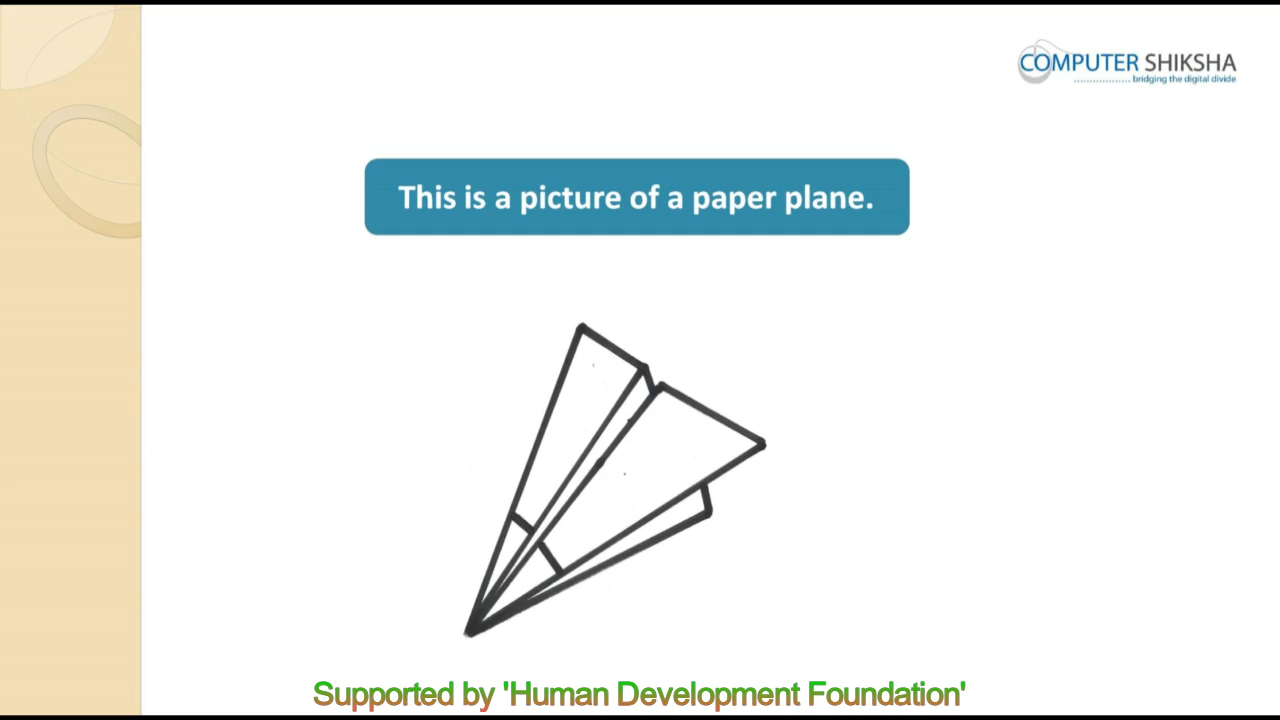 COMPUTER SHIKSHA
bridging the digital divide
This is a picture of a paper plane.
Supported by 'Human Development Foundation'